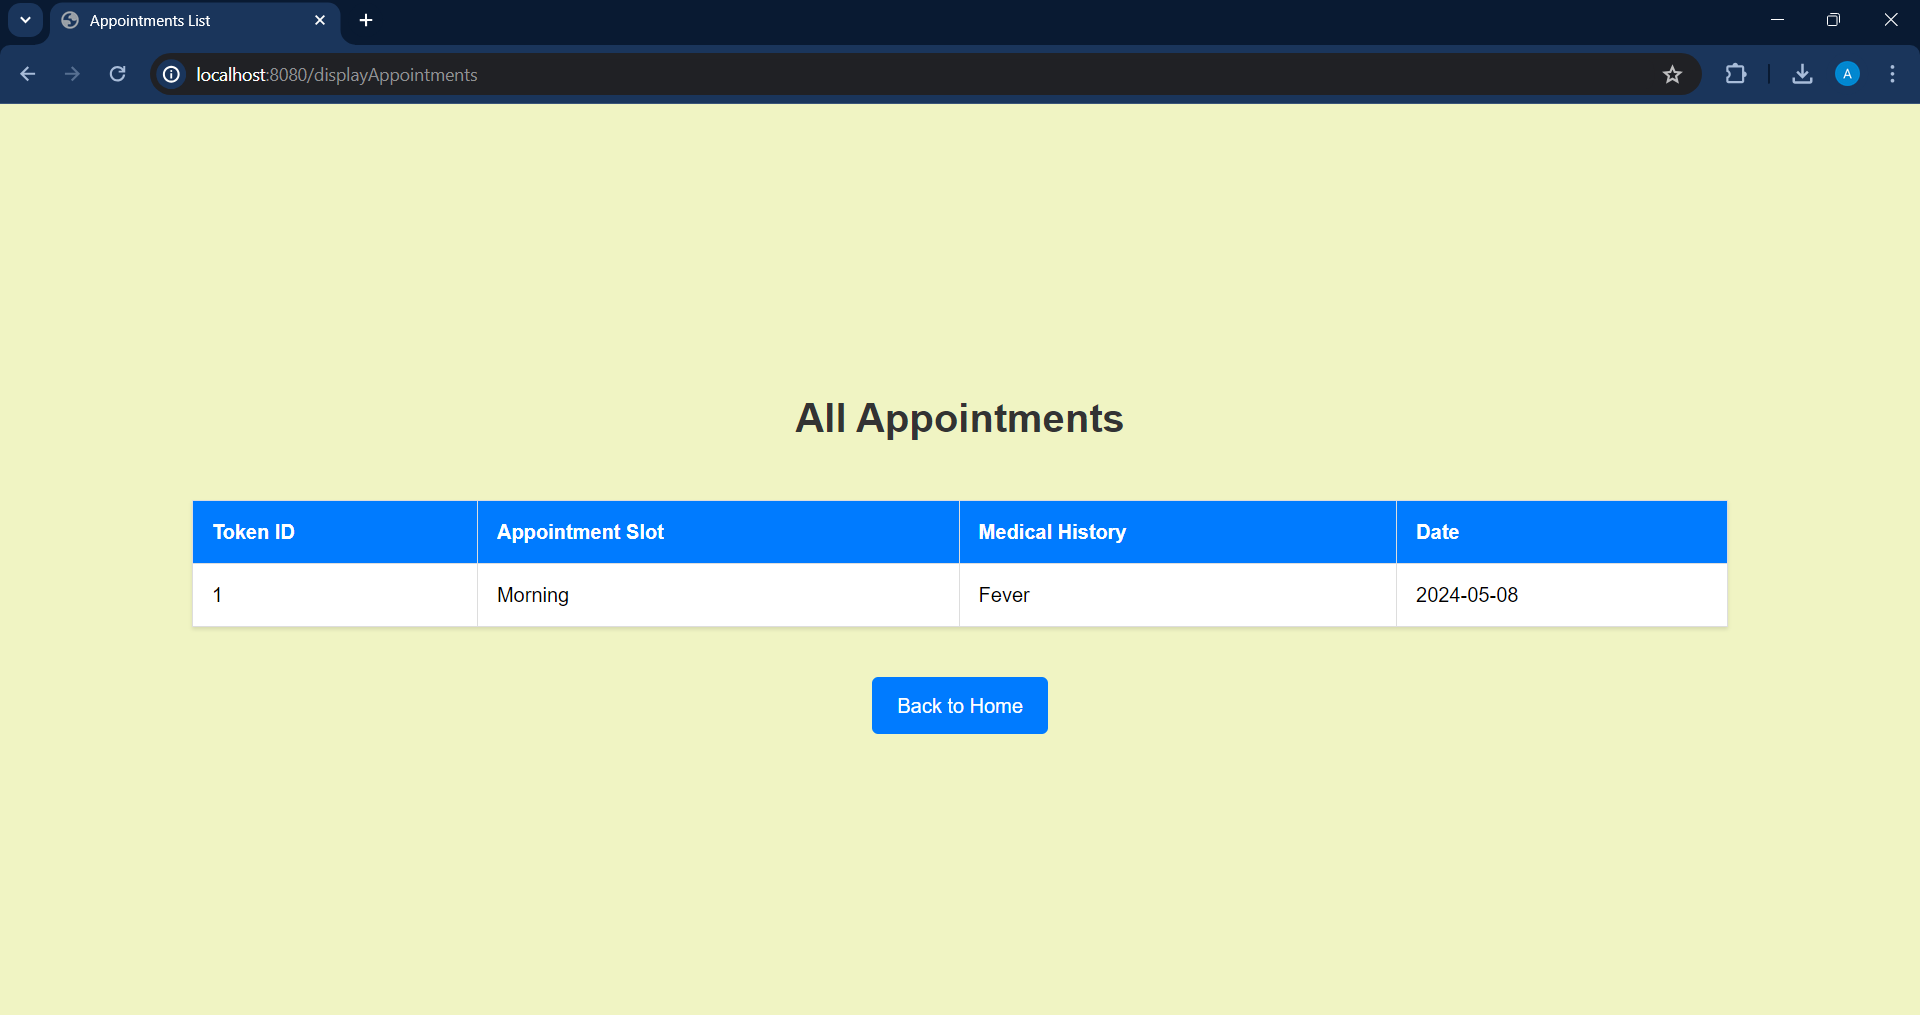 Appointments List
localhost:8080/displayAppointments
A
All Appointments
Token ID Appointment Slot Medical History Date
1 Morning Fever 2024-05-08
Back to Home